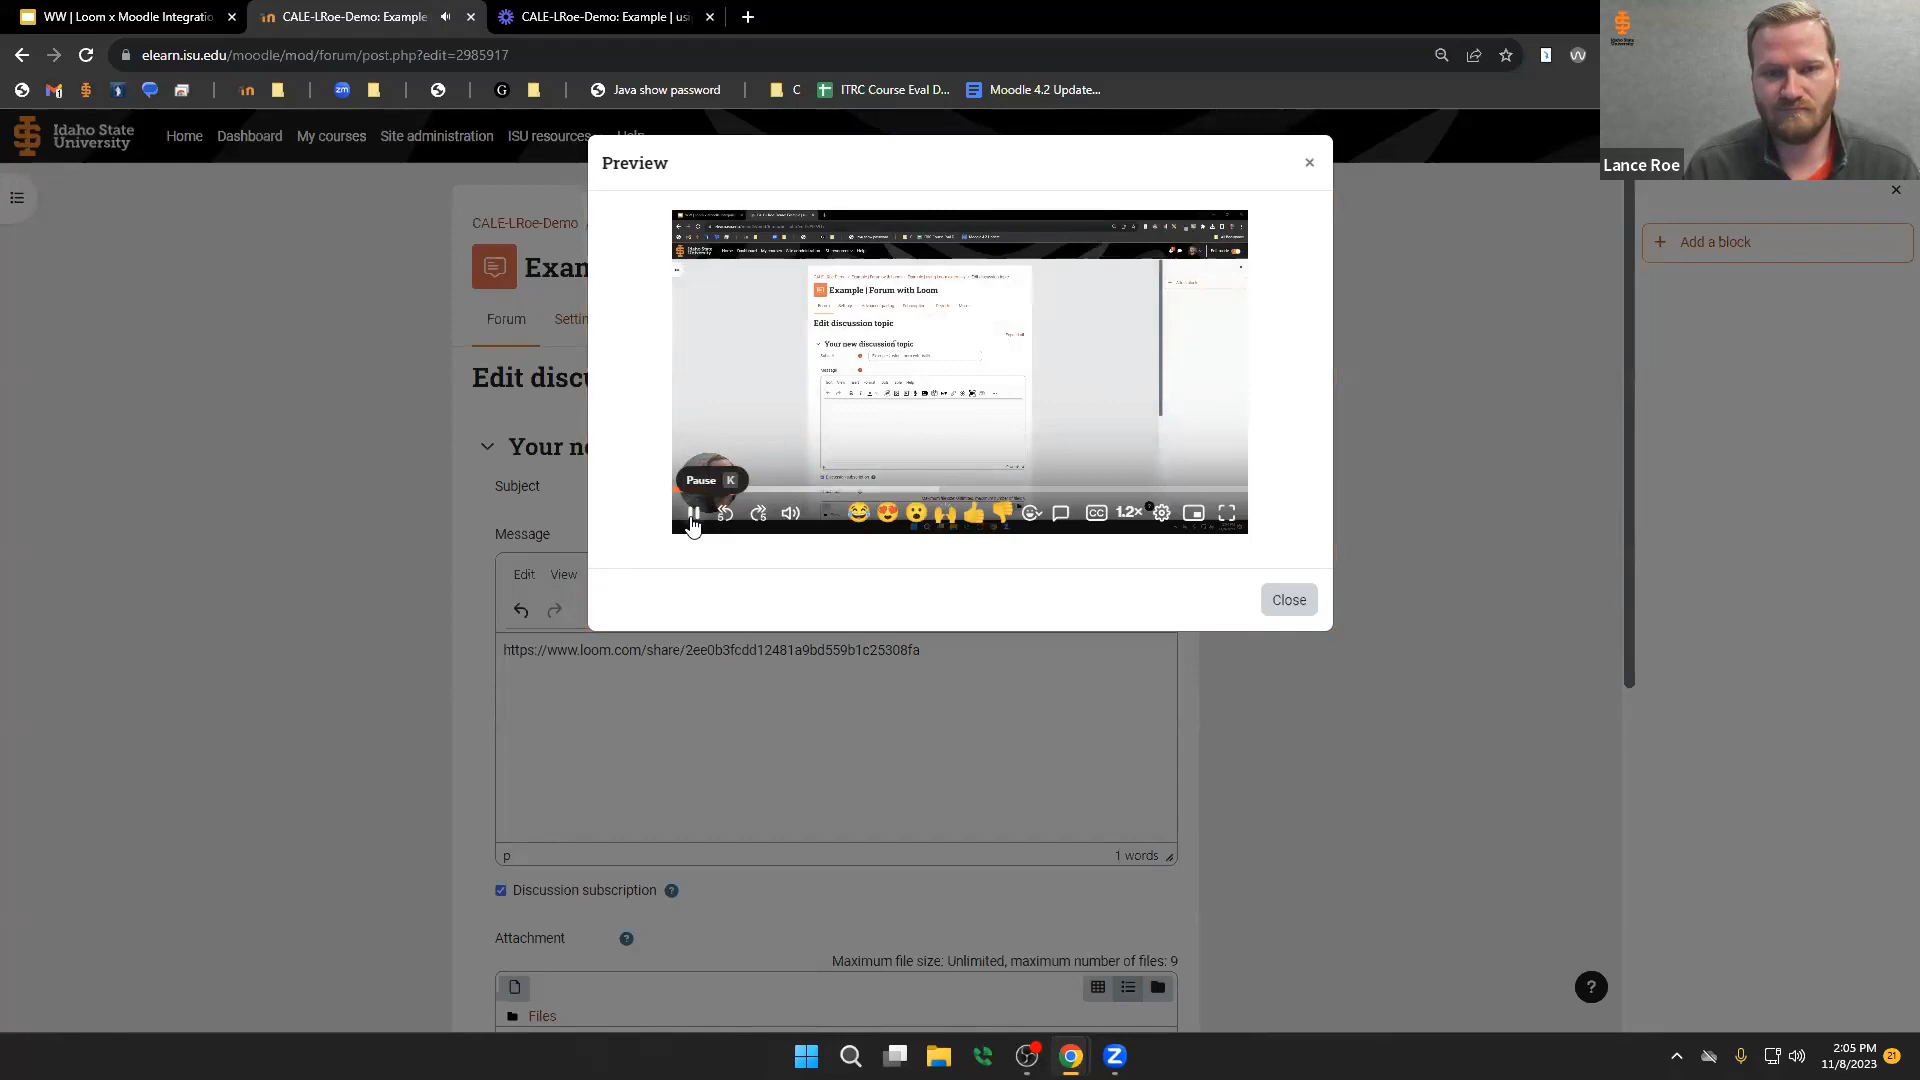 WW | Loom x Moodle Integratio
CALE-LRoe-Demo: Example
CALE-LRoe-Demo: Example | usi
elearn.isu.edu/moodle/mod/forum/post.php?edit=2985917
Java show password
C
ITRC Course Eval D...
Moodle 4.2 Update...
Idaho State
University
Home
Dashboard
My courses
Site administration
ISU resources
Help
Lance Roe
Preview
CALE-LRoe-Demo
Exan
Forum
Settin
Edit discu
Add a block
Example | Forum with Loom
Edit discussion topic
Your new discussion topic
Pause K
CC
1.2×
Close
Your ne
Subject
Message
Edit
View
https://www.loom.com/share/2ee0b3fcdd12481a9bd559b1c25308fa
p
1 words
Discussion subscription
Attachment
Maximum file size: Unlimited, maximum number of files: 9
Files
2:05 PM
11/8/2023
21